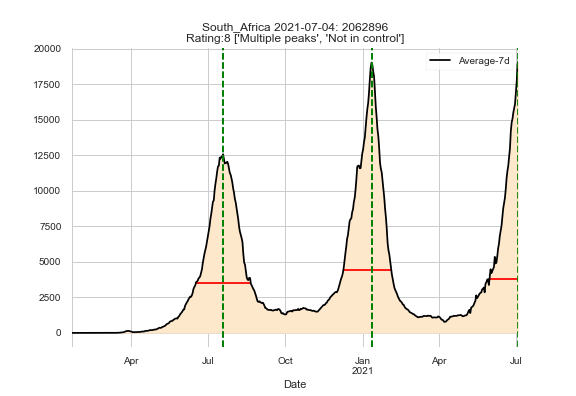 South_Africa 2021-07-04: 2062896
Rating:8 ['Multiple peaks', 'Not in control']
Average-7d
20000
17500
15000
12500
10000
7500
5000
2500
0
Apr
Jul
Oct
Jan
2021
Apr
Jul
Date